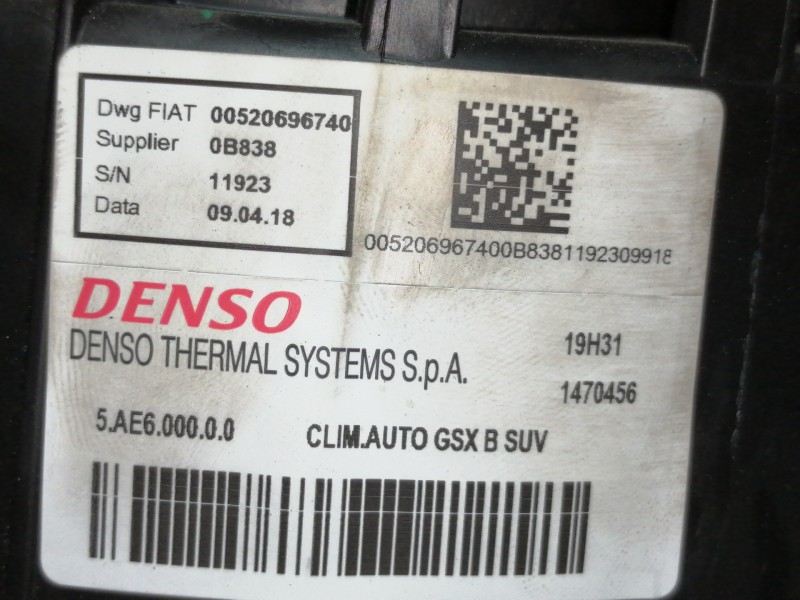 Dwg FIAT 00520696740
Supplier 0B838
S/N 11923
Data 09.04.18
005206967400B8381192309918
DENSO
DENSO THERMAL SYSTEMS S.p.A.
19H31
1470456
5.AE6.000.0.0
CLIM.AUTO GSX B SUV